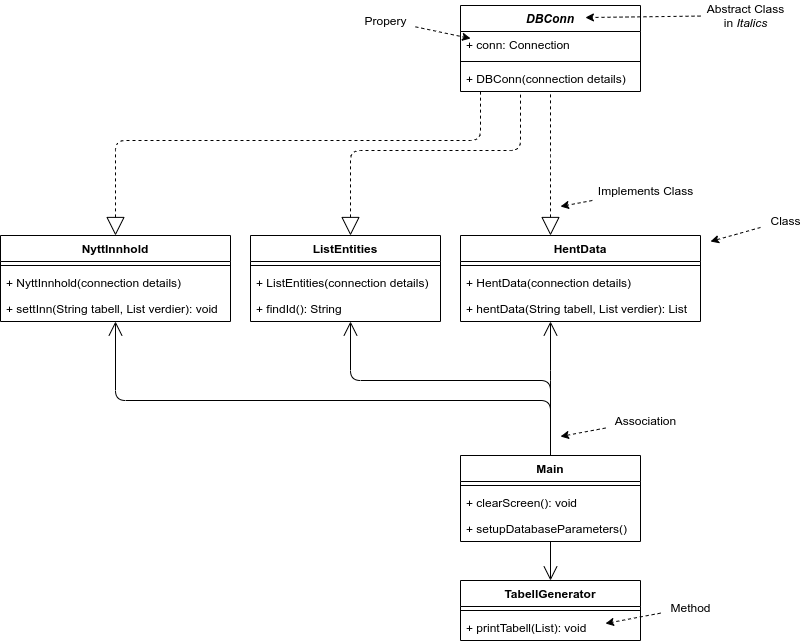 DBConn
Abstract Class
in Italics
Propery
+ conn: Connection
+ DBConn(connection details)
Implements Class
Class
NyttInnhold
+ NyttInnhold(connection details)
+ settInn(String tabell, List verdier): void
ListEntities
+ ListEntities(connection details)
+ findId(): String
HentData
+ HentData(connection details)
+ hentData(String tabell, List verdier): List
Association
Main
+ clearScreen(): void
+ setupDatabaseParameters()
TabellGenerator
+ printTabell(List): void
Method